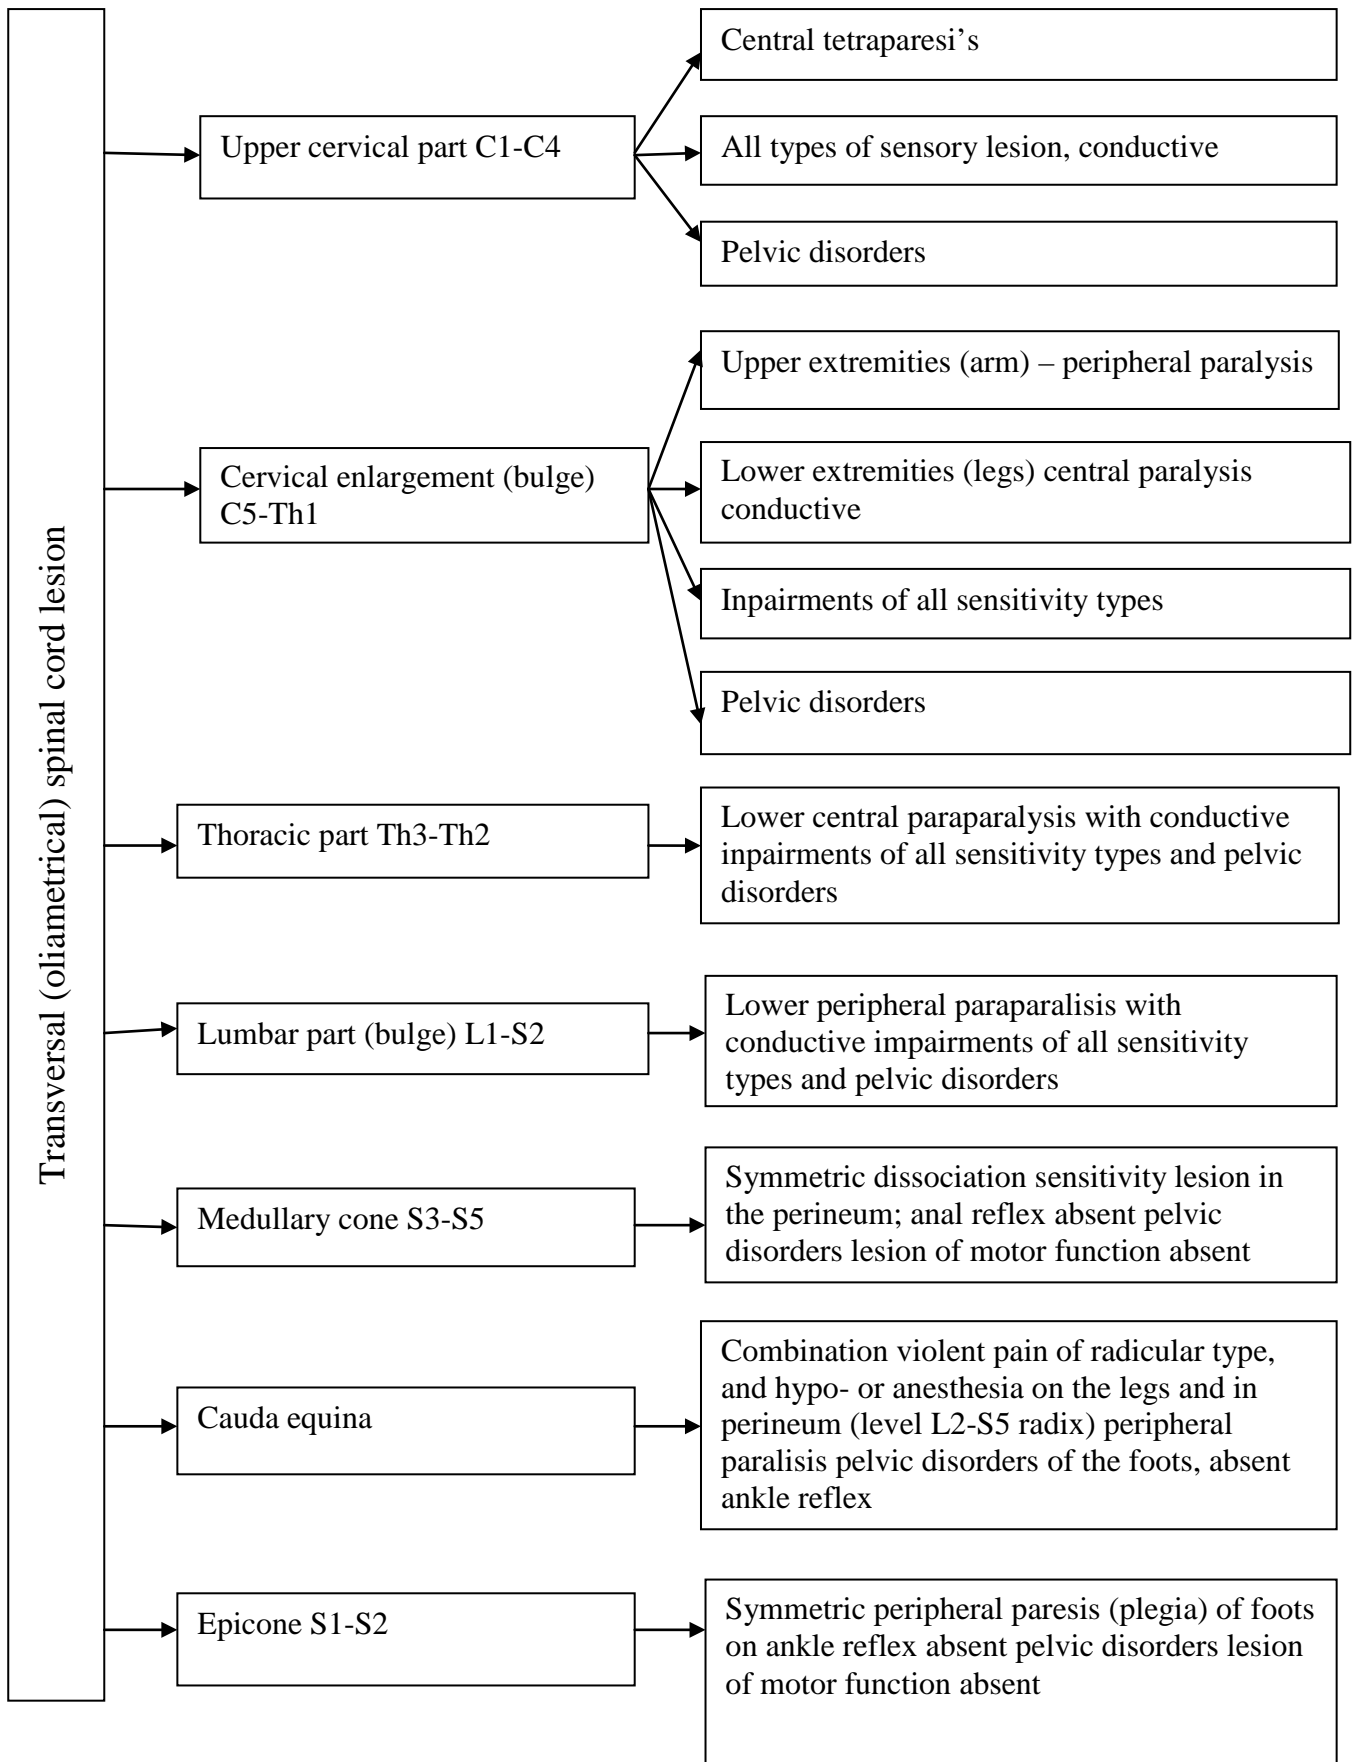 Transversal (oliametrical) spinal cord lesion
Upper cervical part C1-C4
Central tetraparesi’s
All types of sensory lesion, conductive
Pelvic disorders
Cervical enlargement (bulge)
C5-Th1
Upper extremities (arm) – peripheral paralysis
Lower extremities (legs) central paralysis
conductive
Inpairments of all sensitivity types
Pelvic disorders
Thoracic part Th3-Th2
Lower central paraparalysis with conductive
inpairments of all sensitivity types and pelvic
disorders
Lumbar part (bulge) L1-S2
Lower peripheral paraparalisis with
conductive impairments of all sensitivity
types and pelvic disorders
Medullary cone S3-S5
Symmetric dissociation sensitivity lesion in
the perineum; anal reflex absent pelvic
disorders lesion of motor function absent
Cauda equina
Combination violent pain of radicular type,
and hypo- or anesthesia on the legs and in
perineum (level L2-S5 radix) peripheral
paralisis pelvic disorders of the foots, absent
ankle reflex
Epicone S1-S2
Symmetric peripheral paresis (plegia) of foots
on ankle reflex absent pelvic disorders lesion
of motor function absent